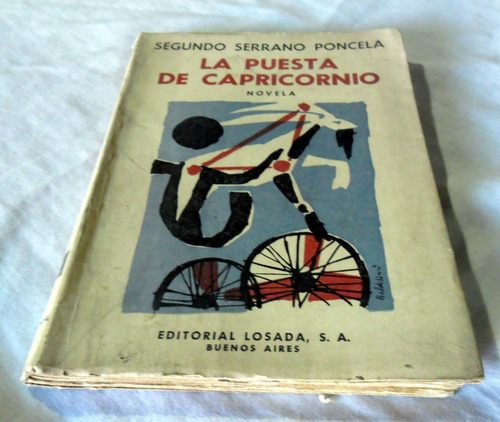 SEGUNDO SERRANO PONCELA
LA PUESTA
DE CAPRICORNIO
NOVELA
EDITORIAL LOSADA, S. A.
BUENOS AIRES